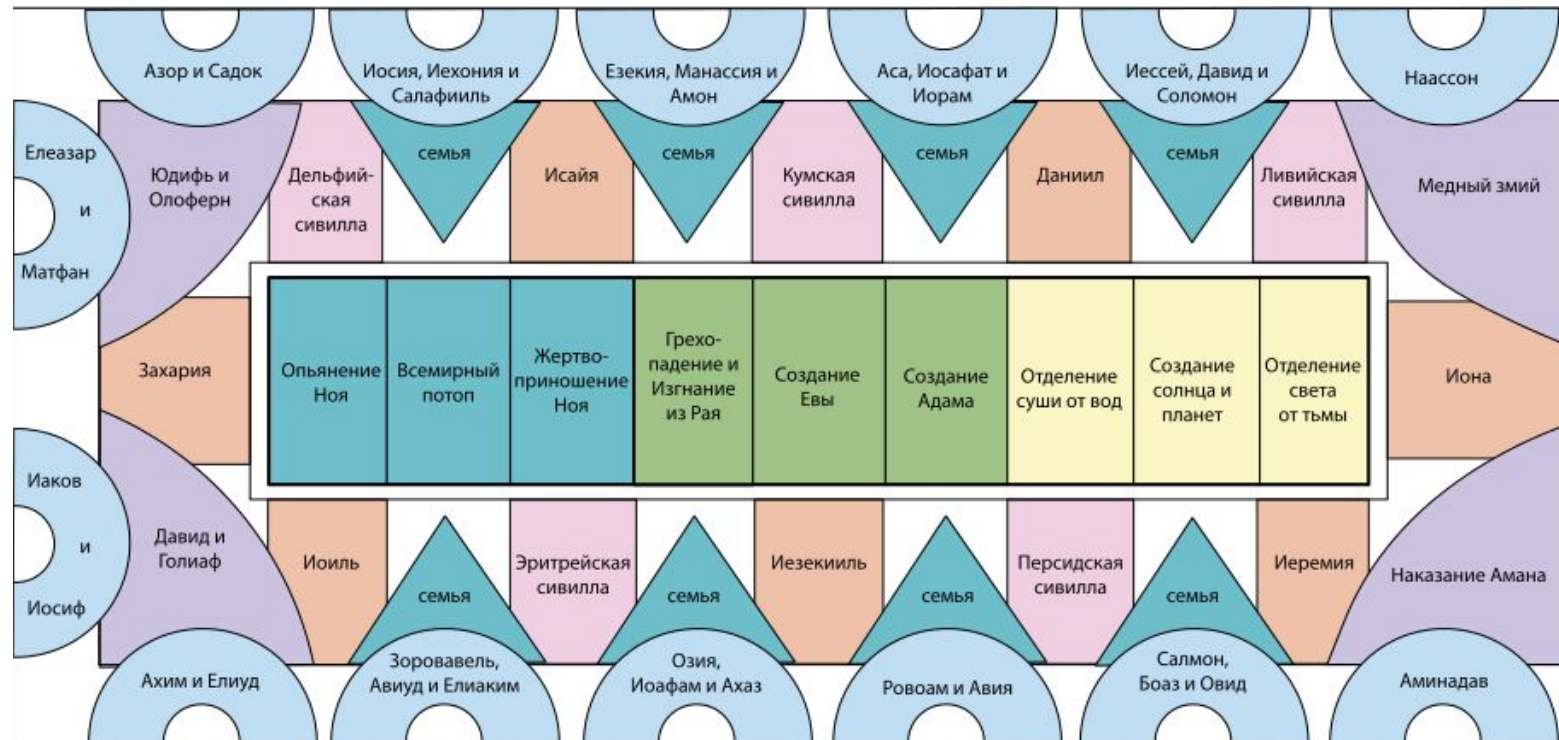 Азор и Садок
Иосия, Иехония и
Салафииль
Езекия, Манассия и
Амон
Аса, Иосафат и
Иорам
Иессей, Давид и
Соломон
Наассон
Елеазар
и
Матфан
Юдифь и
Олоферн
Дельфий-
ская
сивилла
семья
Исайя
семья
Кумская
сивилла
семья
Даниил
семья
Ливийская
сивилла
Медный змий
Захария
Опьянение
Ноя
Всемирный
потоп
Жертво-
приношение
Ноя
Грехо-
падение и
Изгнание
из Рая
Создание
Евы
Создание
Адама
Отделение
суши от вод
Создание
солнца и
планет
Отделение
света
от тьмы
Иона
Иаков
и
Иосиф
Давид и
Голиаф
Иоиль
семья
Эритрейская
сивилла
семья
Иезекииль
семья
Персидская
сивилла
семья
Иеремия
Наказание Амана
Ахим и Елиуд
Зоровавель,
Авиуд и Елиаким
Озия,
Иоафам и Ахаз
Ровоам и Авия
Салмон,
Боаз и Овид
Аминадав